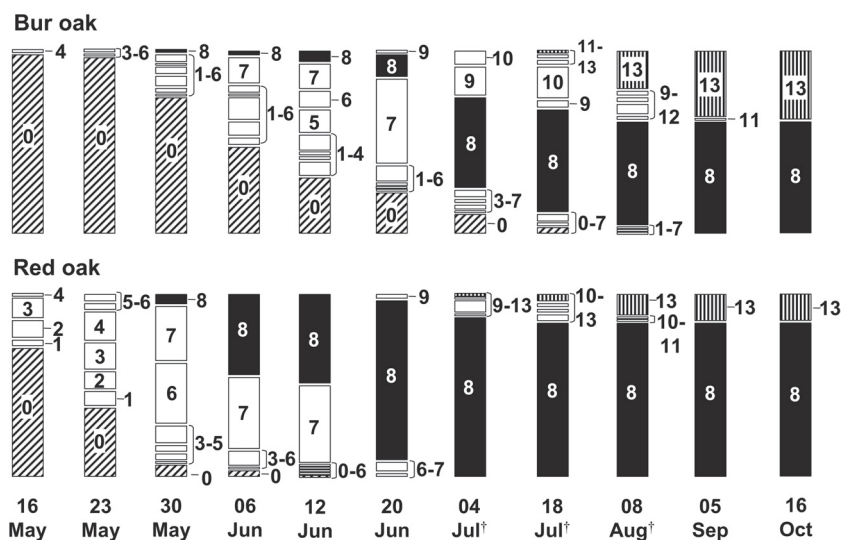 Bur oak
4 3-6 8 8 8 9 10 11-
1-6 7 7 8 9 10 13 13 13 13
1-6 6 9 9-
0 0 0 5 7 8 8 12 11
0 1-4 1-6 3-7 8 8 8
0 0 0 0-7 1-7
Red oak
4 5-6 8 9 9-13 10- 13 13 13
3 4 7 8 8 13 10-
2 3 11
1 2 6 8 8 8 8 8 8
0 1 7 7
0 3-5 3-6 0-6 6-7
0 0
16 23 30 06 12 20 04 18 08 05 16
May May May Jun Jun Jun Jul† Jul† Aug† Sep Oct